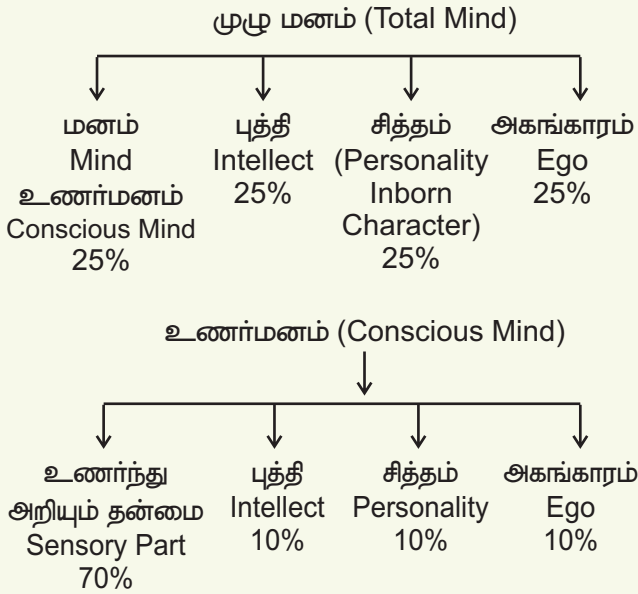 முழு மனம் (Total Mind)
மனம்
Mind
உணர்மனம்
Conscious Mind
25%
புத்தி
Intellect
25%
சித்தம்
(Personality
Inborn
Character)
25%
அகங்காரம்
Ego
25%
உணர்மனம் (Conscious Mind)
உணர்ந்து
அறியும் தன்மை
Sensory Part
70%
புத்தி
Intellect
10%
சித்தம்
Personality
10%
அகங்காரம்
Ego
10%